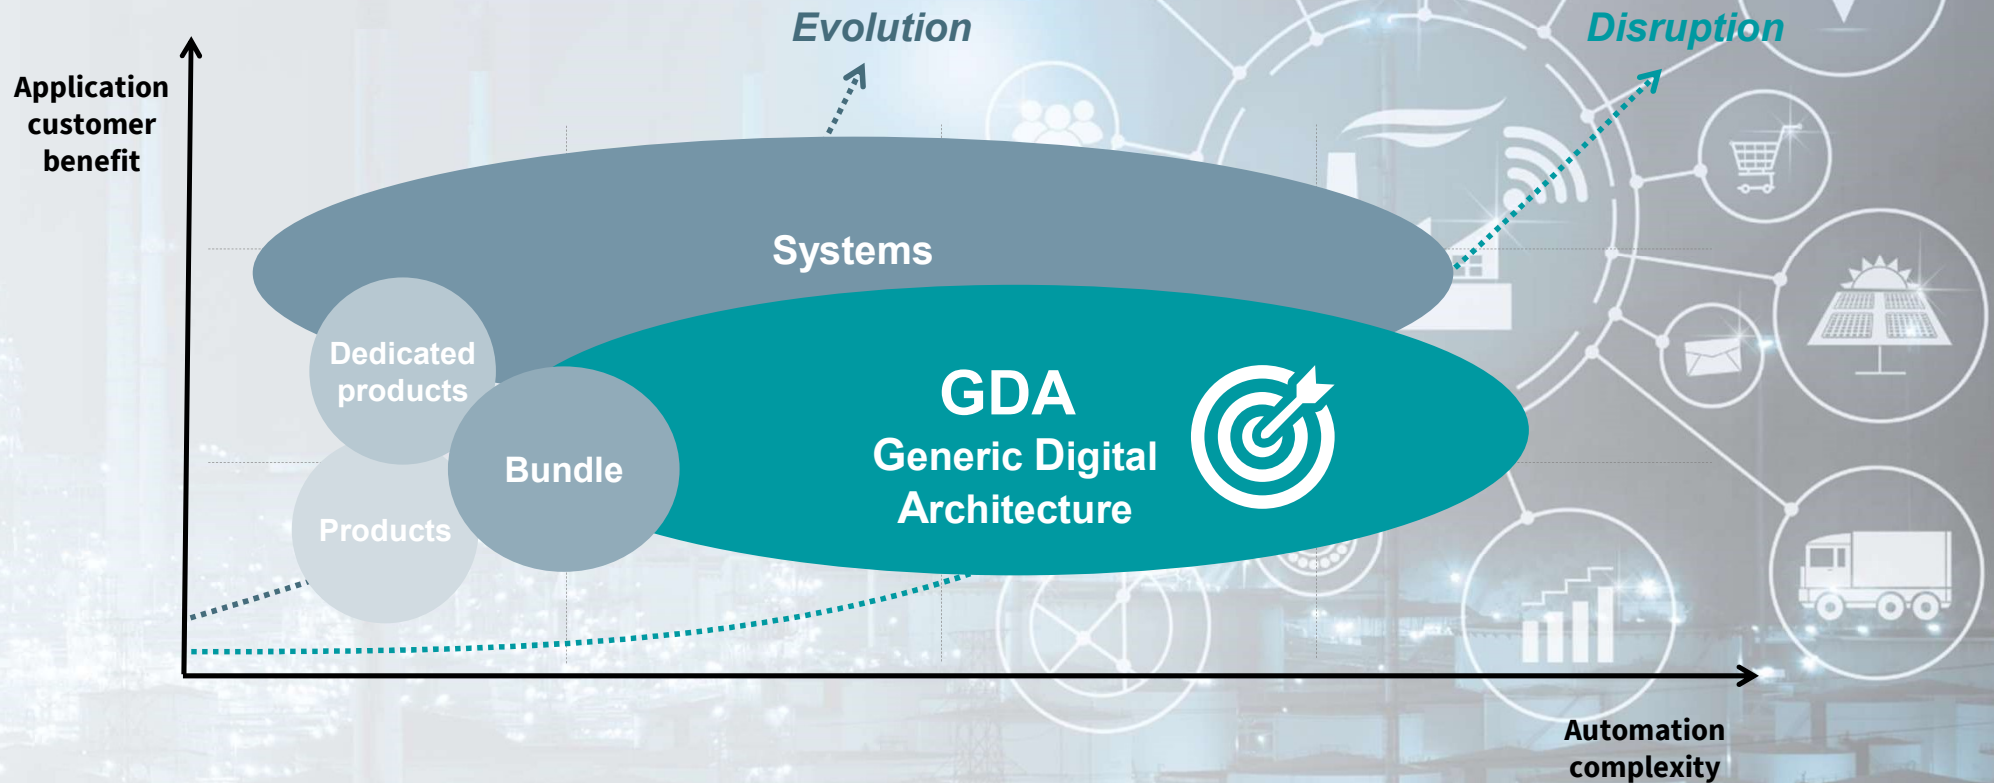 Evolution
Disruption
Application
customer
benefit
Systems
Dedicated
products
GDA
Generic Digital
Architecture
Bundle
Products
Automation
complexity